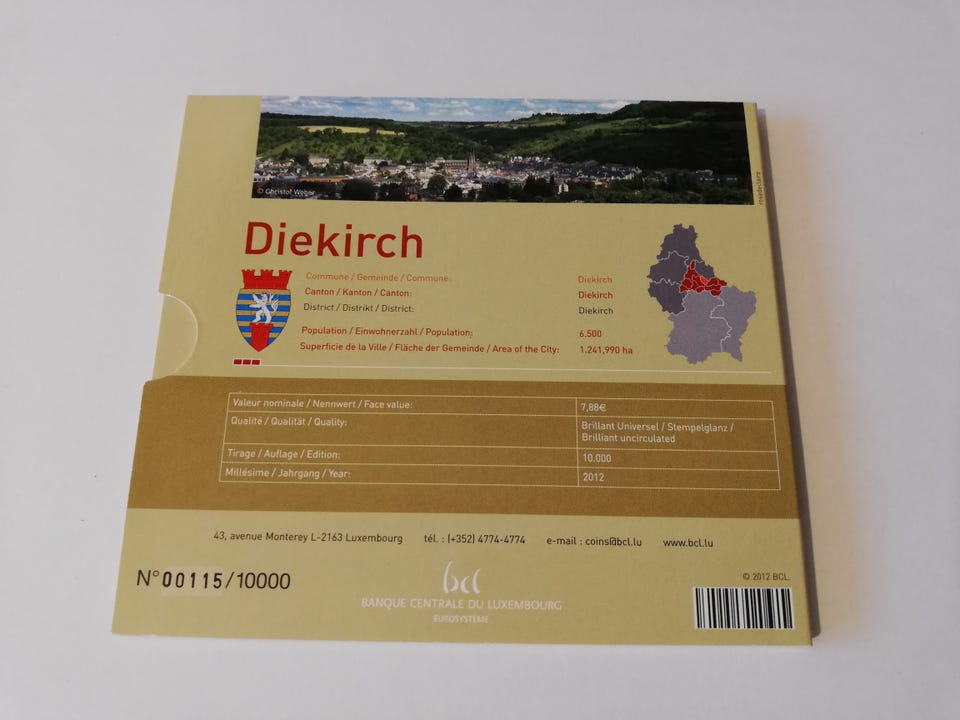 © Christof Weber
rosedeclaire
Diekirch
Commune / Gemeinde / Commune: Diekirch
Canton / Kanton / Canton: Diekirch
District / Distrikt / District: Diekirch
Population / Einwohnerzahl / Population: 6.500
Superficie de la Ville / Fläche der Gemeinde / Area of the City: 1.241,990 ha
Valeur nominale / Nennwert / Face value: 7,88€
Qualité / Qualität / Quality: Brillant Universel / Stempelglanz /
Brilliant uncirculated
Tirage / Auflage / Edition: 10.000
Millésime / Jahrgang / Year: 2012
43, avenue Monterey L-2163 Luxembourg tél. : (+352) 4774-4774 e-mail : coins@bcl.lu www.bcl.lu
N° 00115/10000
bcl
BANQUE CENTRALE DU LUXEMBOURG
EUROSYSTÈME
© 2012 BCL.